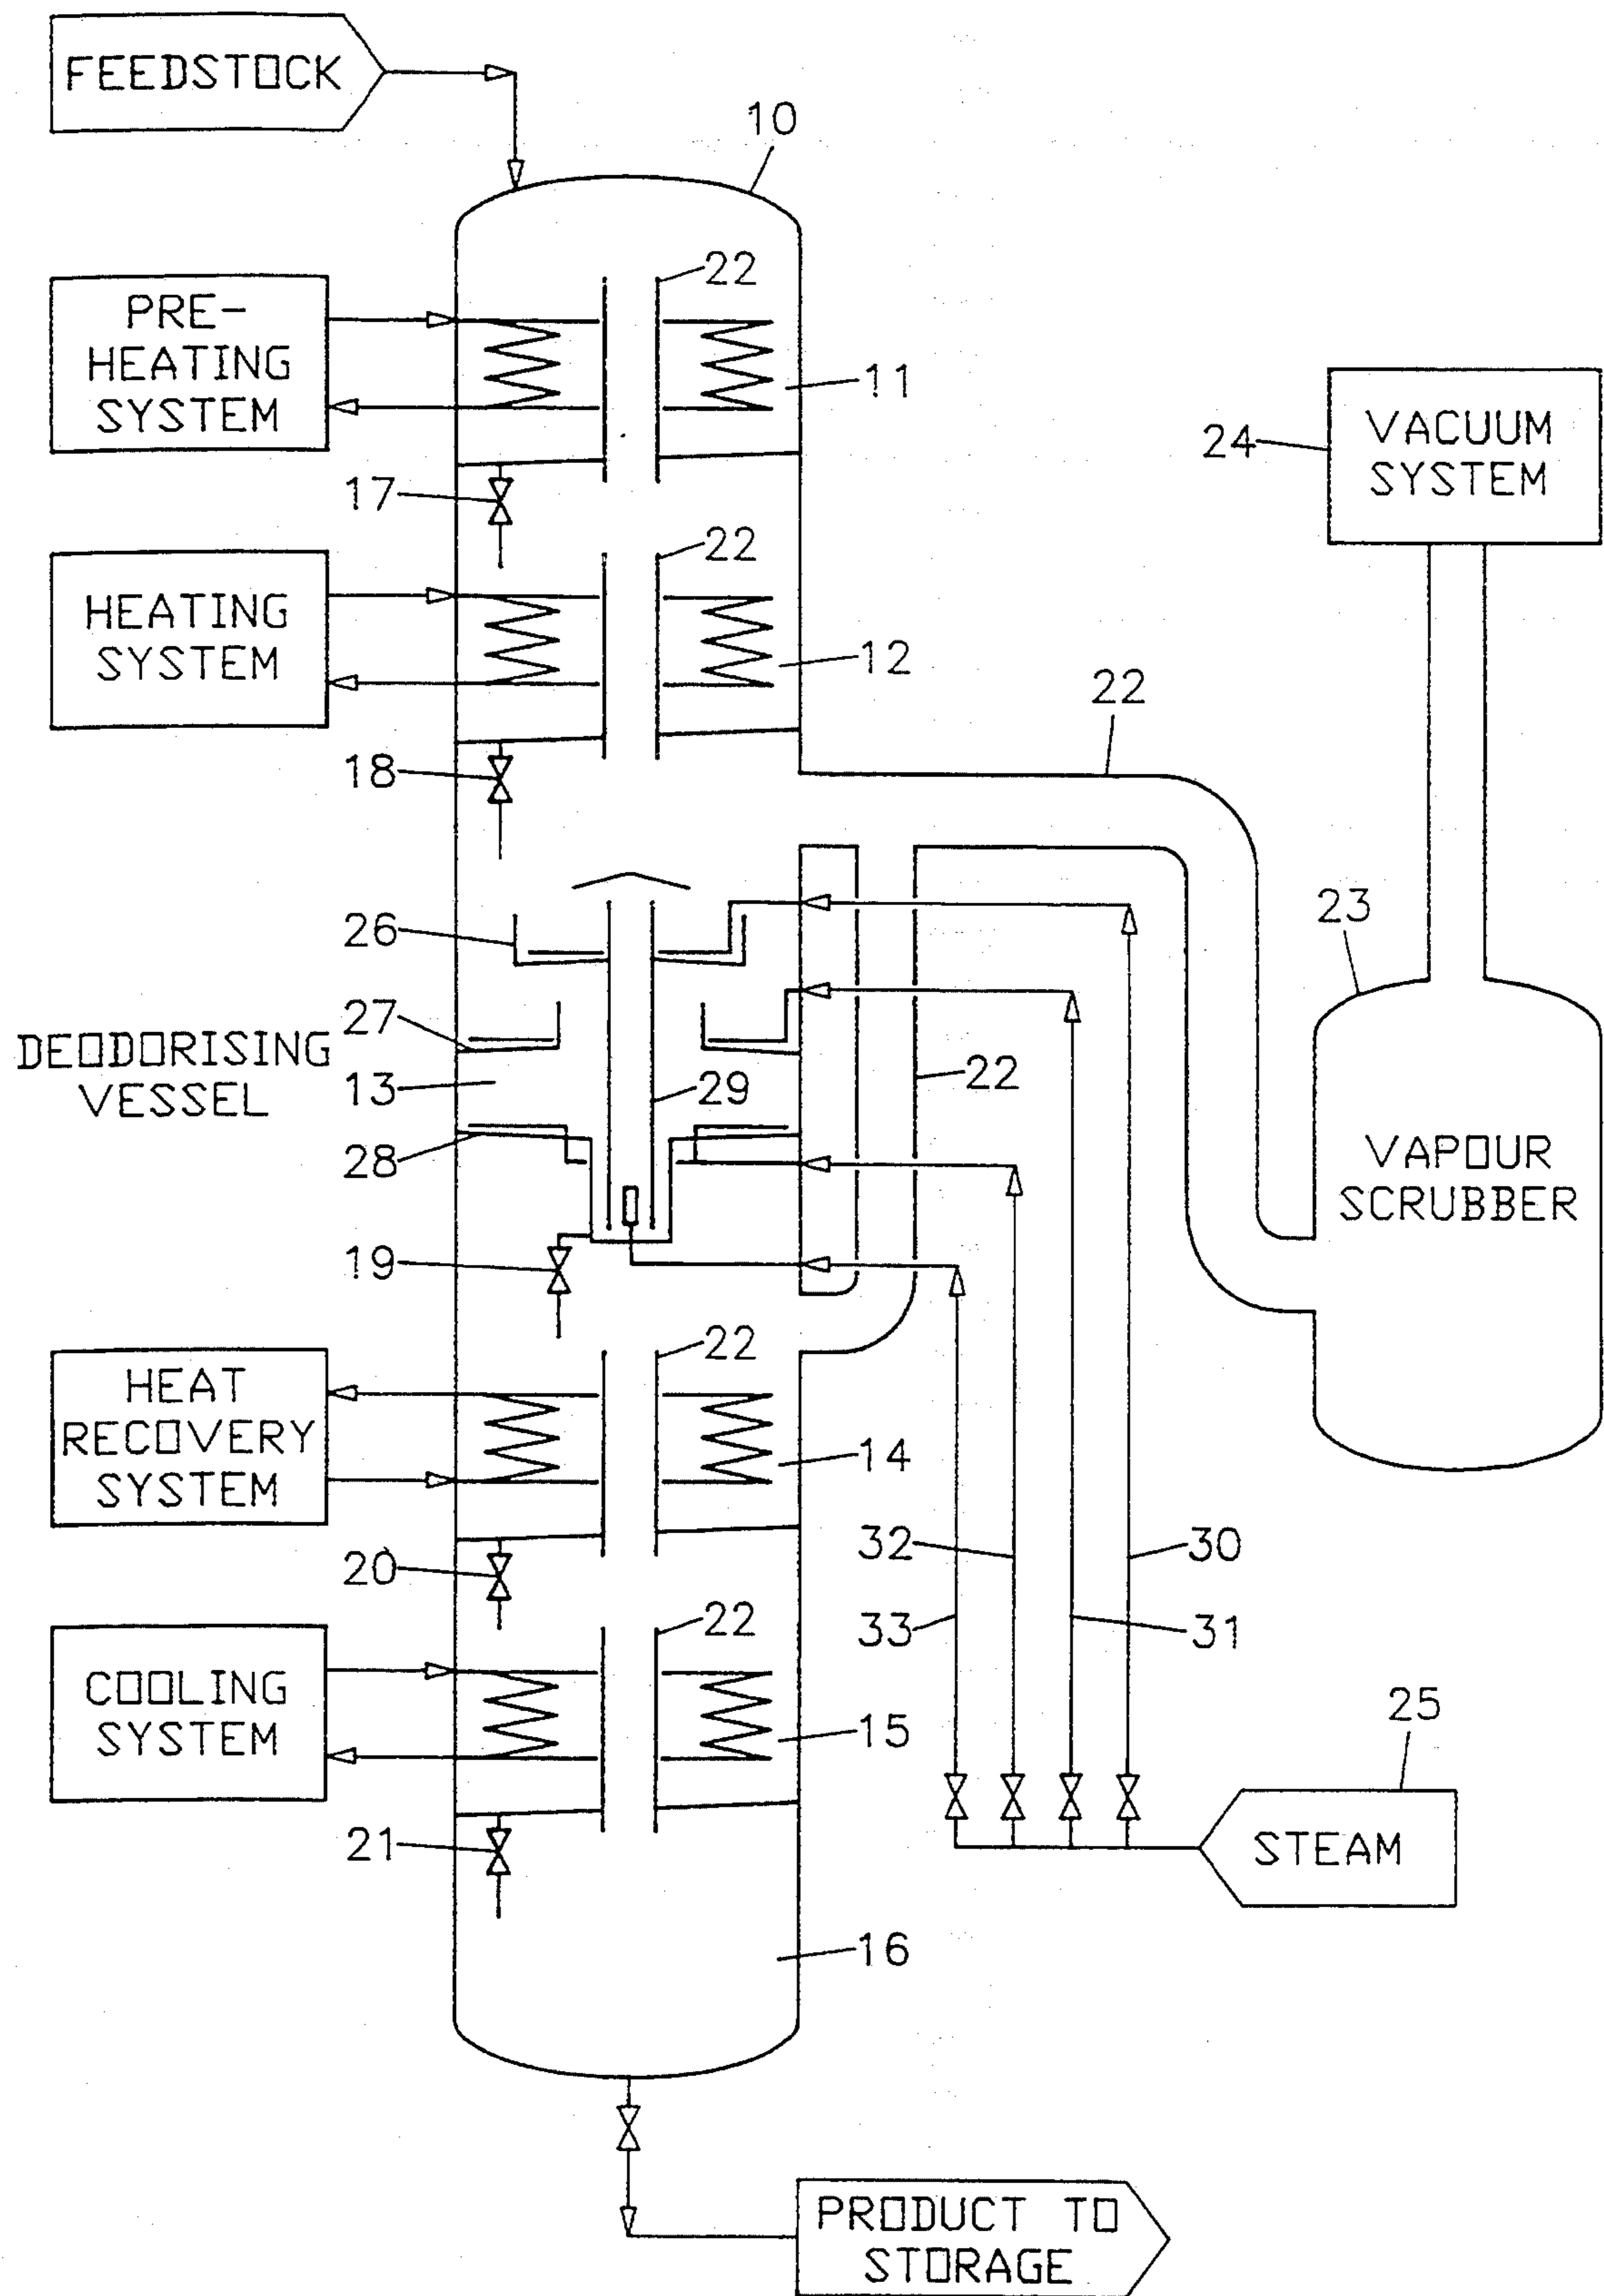 FEEDSTOCK
10
22
PRE-
HEATING
SYSTEM
11
17
VACUUM
SYSTEM
24
22
HEATING
SYSTEM
12
22
18
23
26
27
DEODORISING
VESSEL
13
29
22
28
VAPOUR
SCRUBBER
19
22
HEAT
RECOVERY
SYSTEM
14
20
32
30
22
33
31
COOLING
SYSTEM
15
25
21
STEAM
16
PRODUCT TO
STORAGE